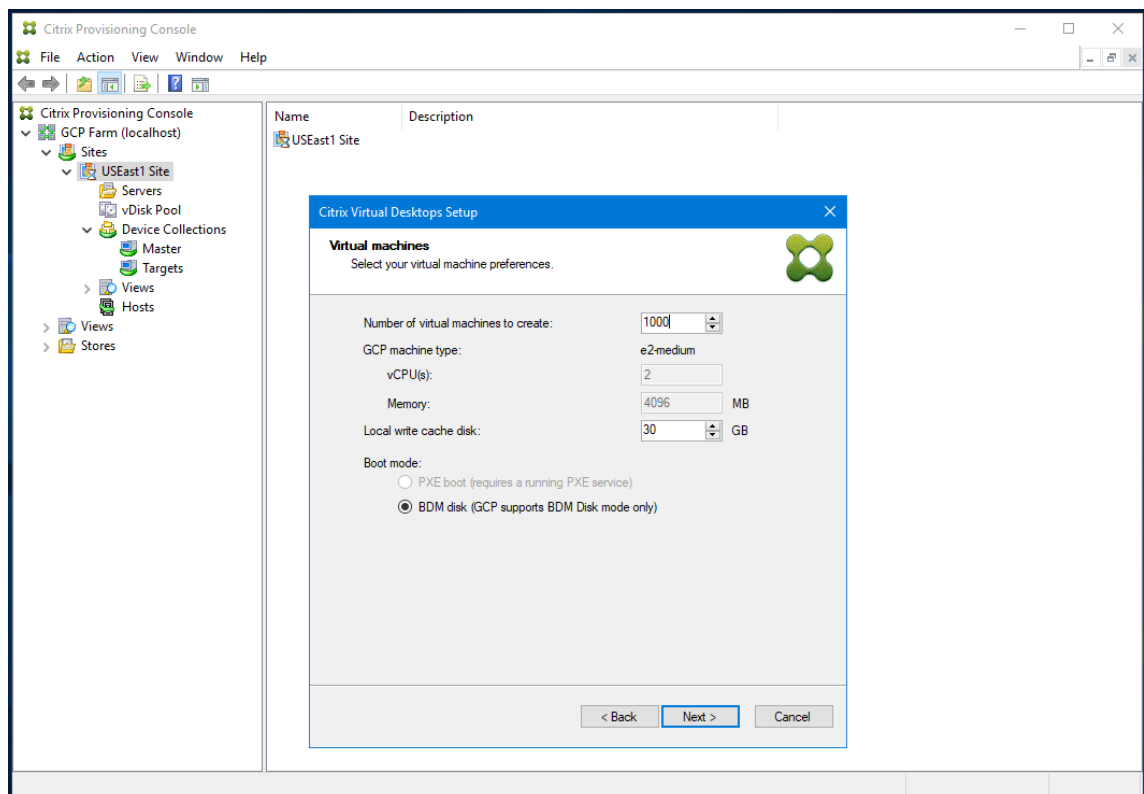 Citrix Provisioning Console
File Action View Window Help
Citrix Provisioning Console
GCP Farm (localhost)
Sites
USEast1 Site
Servers
vDisk Pool
Device Collections
Master
Targets
Views
Hosts
Views
Stores
Name Description
USEast1 Site
Citrix Virtual Desktops Setup
Virtual machines
Select your virtual machine preferences.
Number of virtual machines to create: 1000
GCP machine type: e2-medium
vCPU(s): 2
Memory: 4096 MB
Local write cache disk: 30 GB
Boot mode:
PXE boot (requires a running PXE service)
BDM disk (GCP supports BDM Disk mode only)
< Back Next > Cancel